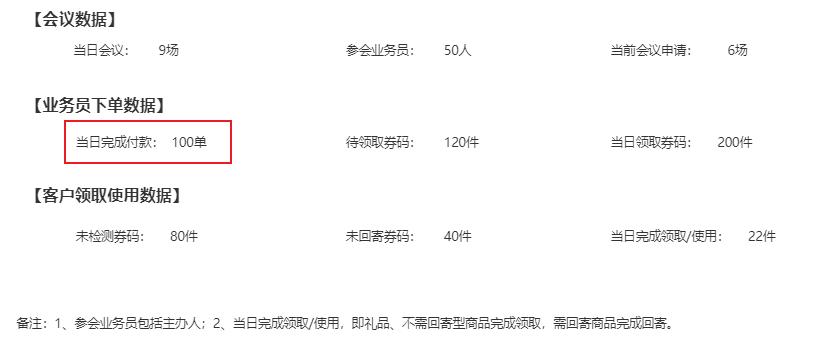 【会议数据】
当日会议： 9场 参会业务员： 50人 当前会议申请： 6场
【业务员下单数据】
当日完成付款： 100单 待领取券码： 120件 当日领取券码： 200件
【客户领取使用数据】
未检测券码： 80件 未回寄券码： 40件 当日完成领取/使用： 22件
备注：1、参会业务员包括主办人；2、当日完成领取/使用，即礼品、不需回寄型商品完成领取，需回寄商品完成回寄。